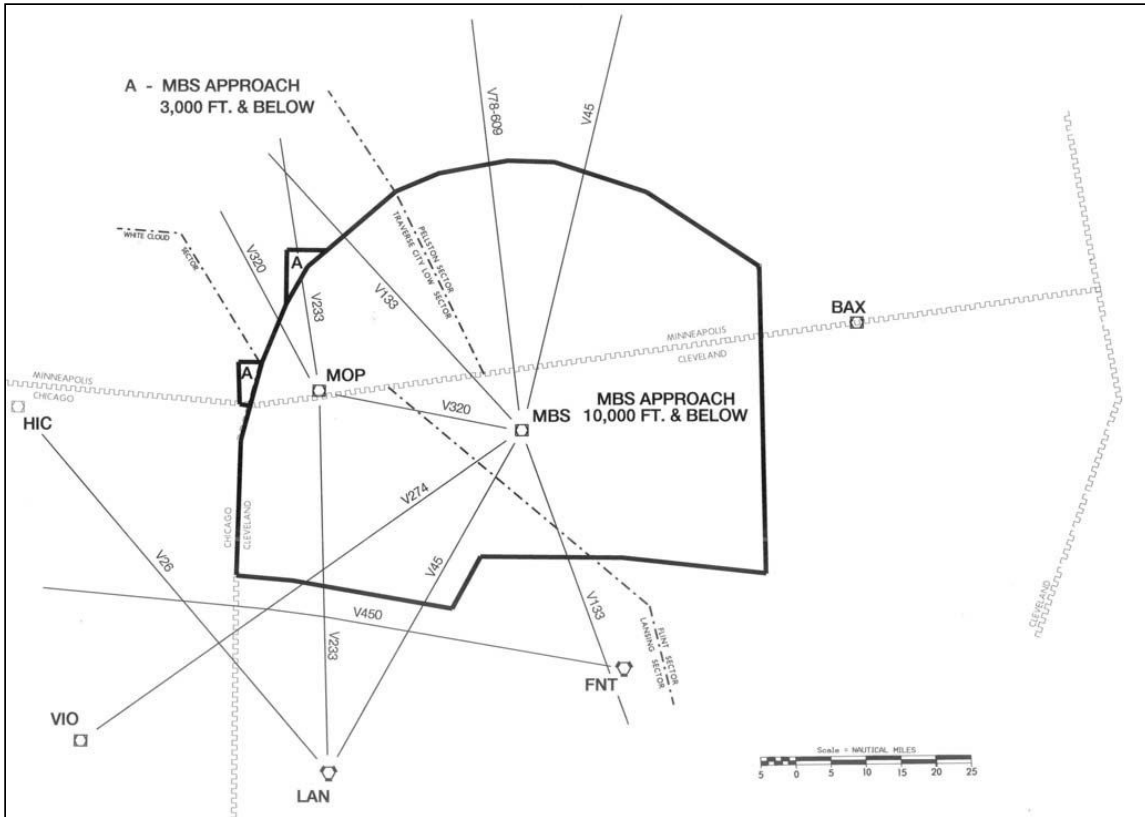 A - MBS APPROACH
3,000 FT. & BELOW
V78-609
V45
WHITE CLOUD
SECTOR
V320
V233
A
V133
PELLSTON SECTOR
TRAVERSE CITY LOW SECTOR
BAX
MINNEAPOLIS
CLEVELAND
MINNEAPOLIS
CHICAGO
A
MOP
HIC
V320
MBS
MBS APPROACH
10,000 FT. & BELOW
V274
CHICAGO
CLEVELAND
V26
V45
V450
V233
V133
FLINT SECTOR
LANSING SECTOR
CLEVELAND
FNT
VIO
LAN
Scale = NAUTICAL MILES
5 0 5 10 15 20 25